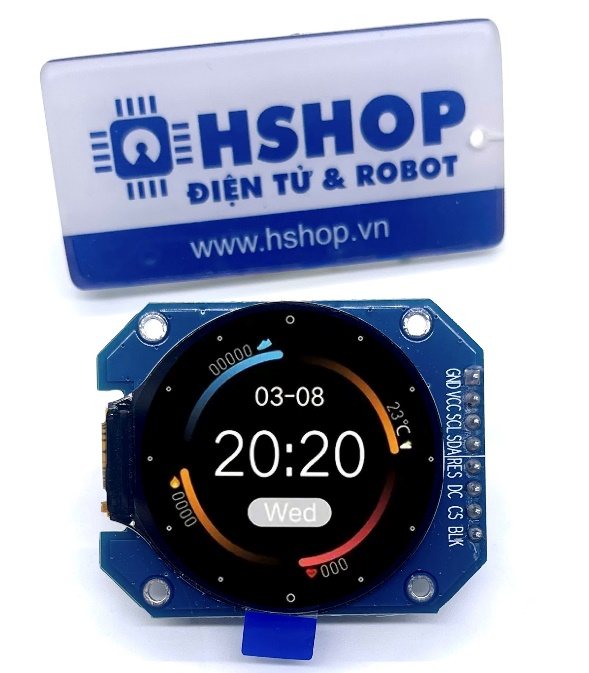 HSHOP
ĐIỆN TỬ & ROBOT
www.hshop.vn
00000
03-08
23°C
20:20
0000
Wed
000
GND VCC SCL SDA RES DC CS BLK